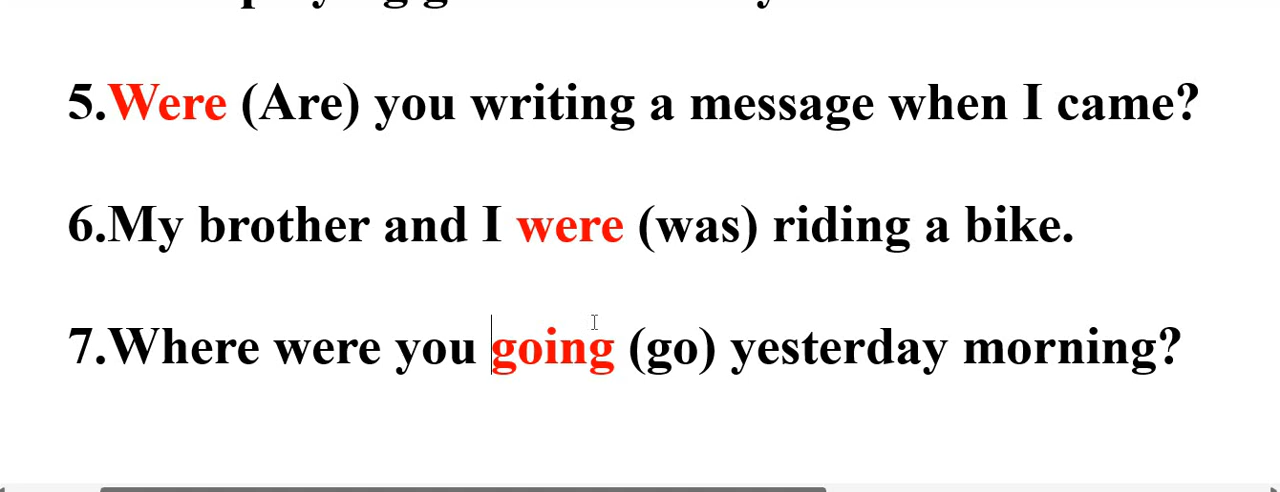 5.Were (Are) you writing a message when I came?
6.My brother and I were (was) riding a bike.
7.Where were you going (go) yesterday morning?